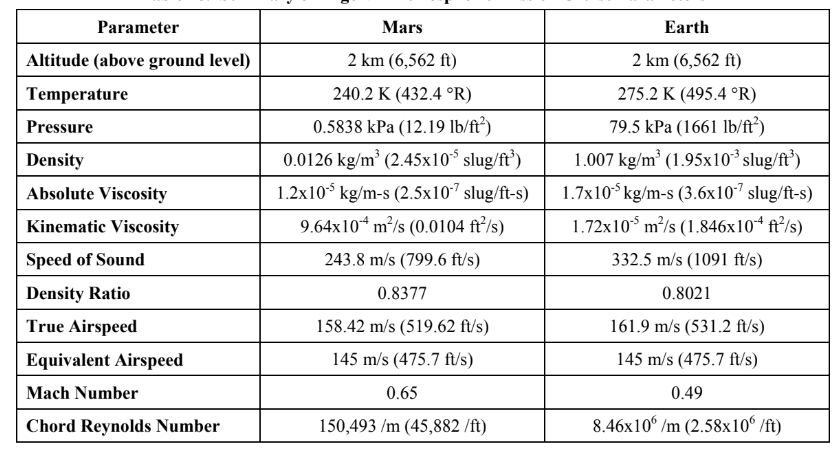 Parameter Mars Earth
Altitude (above ground level) 2 km (6,562 ft) 2 km (6,562 ft)
Temperature 240.2 K (432.4 °R) 275.2 K (495.4 °R)
Pressure 0.5838 kPa (12.19 lb/ft²) 79.5 kPa (1661 lb/ft²)
Density 0.0126 kg/m³ (2.45x10⁻⁵ slug/ft³) 1.007 kg/m³ (1.95x10⁻³ slug/ft³)
Absolute Viscosity 1.2x10⁻⁵ kg/m-s (2.5x10⁻⁷ slug/ft-s) 1.7x10⁻⁵ kg/m-s (3.6x10⁻⁷ slug/ft-s)
Kinematic Viscosity 9.64x10⁻⁴ m²/s (0.0104 ft²/s) 1.72x10⁻⁵ m²/s (1.846x10⁻⁴ ft²/s)
Speed of Sound 243.8 m/s (799.6 ft/s) 332.5 m/s (1091 ft/s)
Density Ratio 0.8377 0.8021
True Airspeed 158.42 m/s (519.62 ft/s) 161.9 m/s (531.2 ft/s)
Equivalent Airspeed 145 m/s (475.7 ft/s) 145 m/s (475.7 ft/s)
Mach Number 0.65 0.49
Chord Reynolds Number 150,493 /m (45,882 /ft) 8.46x10⁶ /m (2.58x10⁶ /ft)